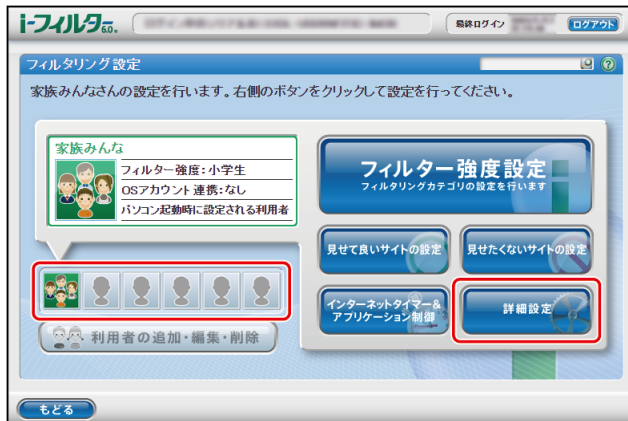 i-フィルター6.0.
最終ログイン
ログアウト
フィルタリング設定
家族みんなさんの設定を行います。右側のボタンをクリックして設定を行ってください。
家族みんな
フィルター強度:小学生
OSアカウント連携:なし
パソコン起動時に設定される利用者
利用者の追加・編集・削除
フィルター強度設定
フィルタリングカテゴリの設定を行います
見せて良いサイトの設定
見せたくないサイトの設定
インターネットタイマー&
アプリケーション制御
詳細設定
もどる